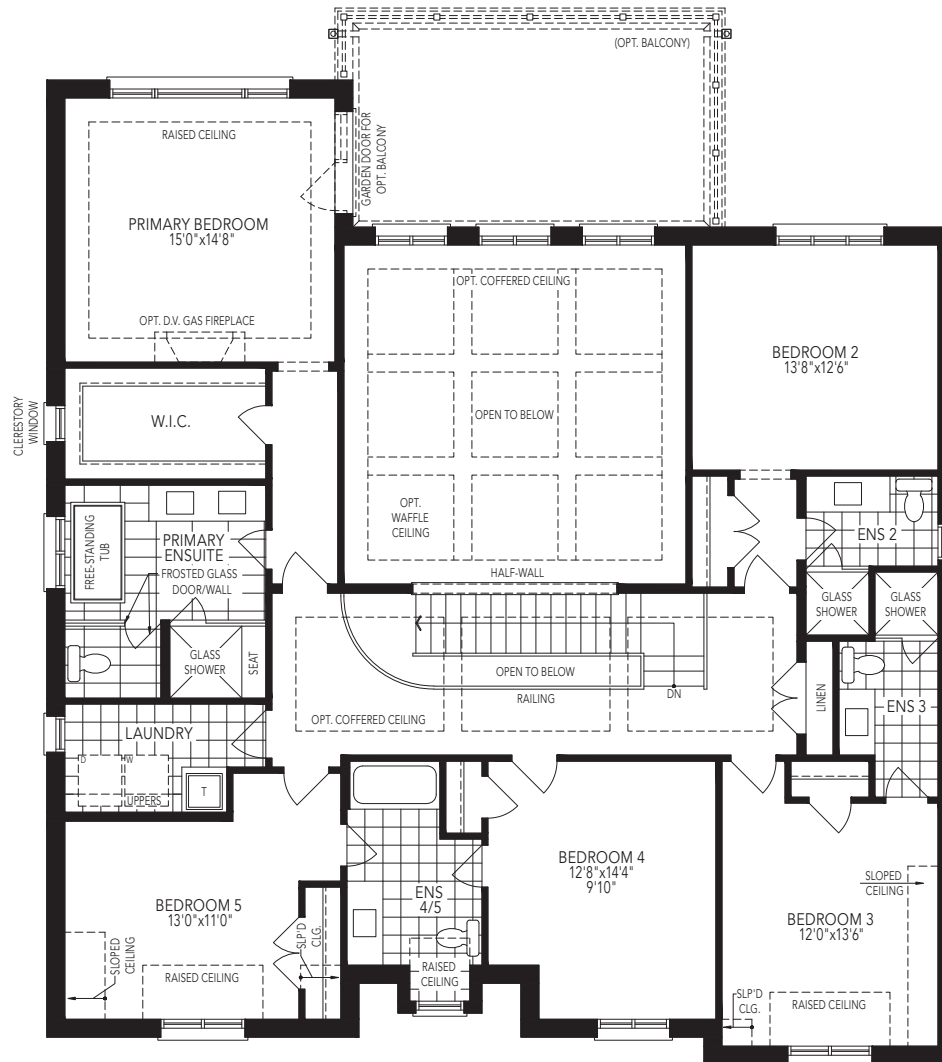 (OPT. BALCONY)
RAISED CEILING
GARDEN DOOR FOR
OPT. BALCONY
PRIMARY BEDROOM
15'0"x14'8"
OPT. D.V. GAS FIREPLACE
OPT. COFFERED CEILING
OPEN TO BELOW
OPT.
WAFFLE
CEILING
HALF-WALL
BEDROOM 2
13'8"x12'6"
CLERESTORY
WINDOW
W.I.C.
FREE-STANDING
TUB
PRIMARY
ENSUITE
FROSTED GLASS
DOOR/WALL
GLASS
SHOWER
SEAT
ENS 2
GLASS
SHOWER
GLASS
SHOWER
OPEN TO BELOW
RAILING
DN
OPT. COFFERED CEILING
LINEN
ENS 3
LAUNDRY
D
W
UPPERS
T
BEDROOM 5
13'0"x11'0"
SLOPED
CEILING
RAISED CEILING
SLP'D
CLG.
ENS
4/5
RAISED
CEILING
BEDROOM 4
12'8"x14'4"
9'10"
SLOPED
CEILING
BEDROOM 3
12'0"x13'6"
SLP'D
CLG.
RAISED CEILING